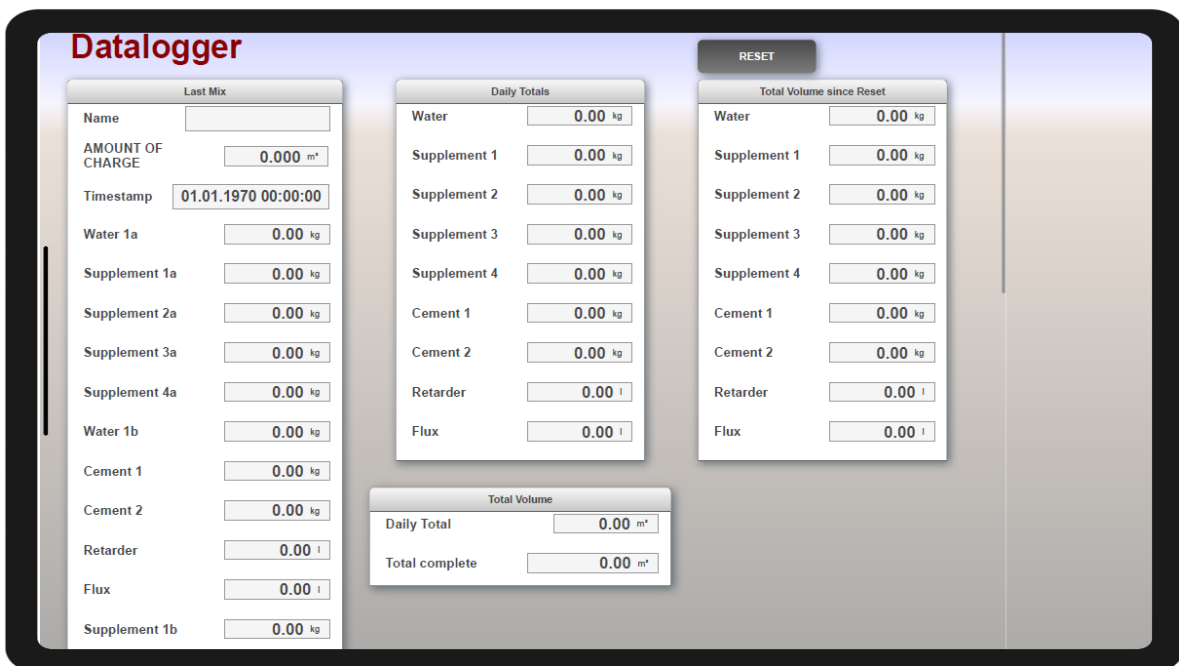 Datalogger
RESET
Last Mix
Name
AMOUNT OF
CHARGE
0.000 m³
Timestamp 01.01.1970 00:00:00
Water 1a 0.00 kg
Supplement 1a 0.00 kg
Supplement 2a 0.00 kg
Supplement 3a 0.00 kg
Supplement 4a 0.00 kg
Water 1b 0.00 kg
Cement 1 0.00 kg
Cement 2 0.00 kg
Retarder 0.00 l
Flux 0.00 l
Supplement 1b 0.00 kg
Daily Totals
Water 0.00 kg
Supplement 1 0.00 kg
Supplement 2 0.00 kg
Supplement 3 0.00 kg
Supplement 4 0.00 kg
Cement 1 0.00 kg
Cement 2 0.00 kg
Retarder 0.00 l
Flux 0.00 l
Total Volume
Daily Total 0.00 m³
Total complete 0.00 m³
Total Volume since Reset
Water 0.00 kg
Supplement 1 0.00 kg
Supplement 2 0.00 kg
Supplement 3 0.00 kg
Supplement 4 0.00 kg
Cement 1 0.00 kg
Cement 2 0.00 kg
Retarder 0.00 l
Flux 0.00 l